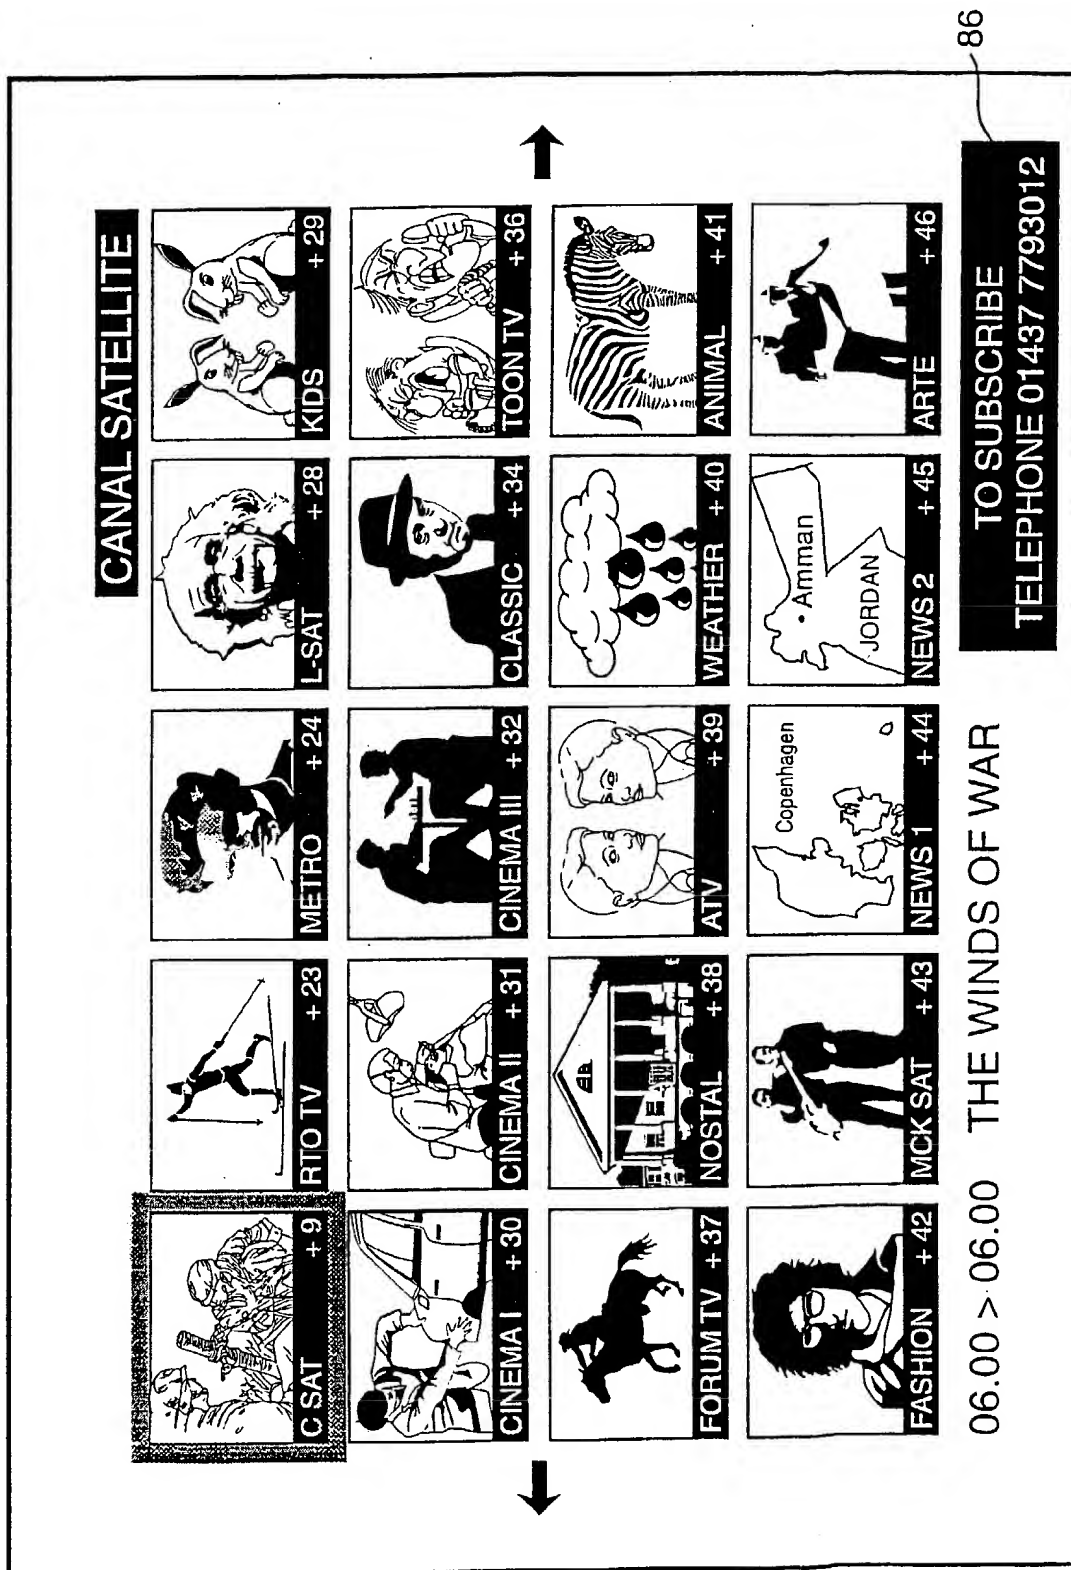 CANAL SATELLITE
C SAT + 9
RTO TV + 23
METRO + 24
L-SAT + 28
KIDS + 29
CINEMA I + 30
CINEMA II + 31
CINEMA III + 32
CLASSIC + 34
TOON TV + 36
FORUM TV + 37
NOSTAL + 38
ATV + 39
WEATHER + 40
ANIMAL + 41
FASHION + 42
MCK SAT + 43
Copenhagen
NEWS 1 + 44
Amman
JORDAN
NEWS 2 + 45
ARTE + 46
06.00 > 06.00 THE WINDS OF WAR
TO SUBSCRIBE
TELEPHONE 01437 7793012
86